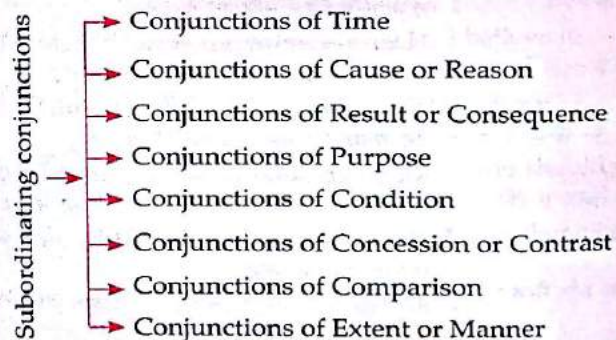 Subordinating conjunctions
Conjunctions of Time
Conjunctions of Cause or Reason
Conjunctions of Result or Consequence
Conjunctions of Purpose
Conjunctions of Condition
Conjunctions of Concession or Contrast
Conjunctions of Comparison
Conjunctions of Extent or Manner